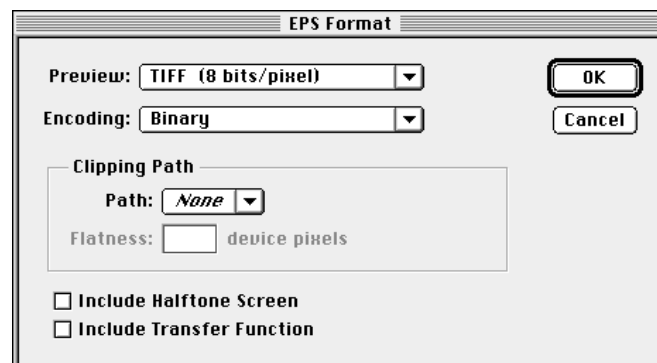 EPS Format
Preview: TIFF (8 bits/pixel)
OK
Encoding: Binary
Cancel
Clipping Path
Path: None
Flatness: device pixels
Include Halftone Screen
Include Transfer Function